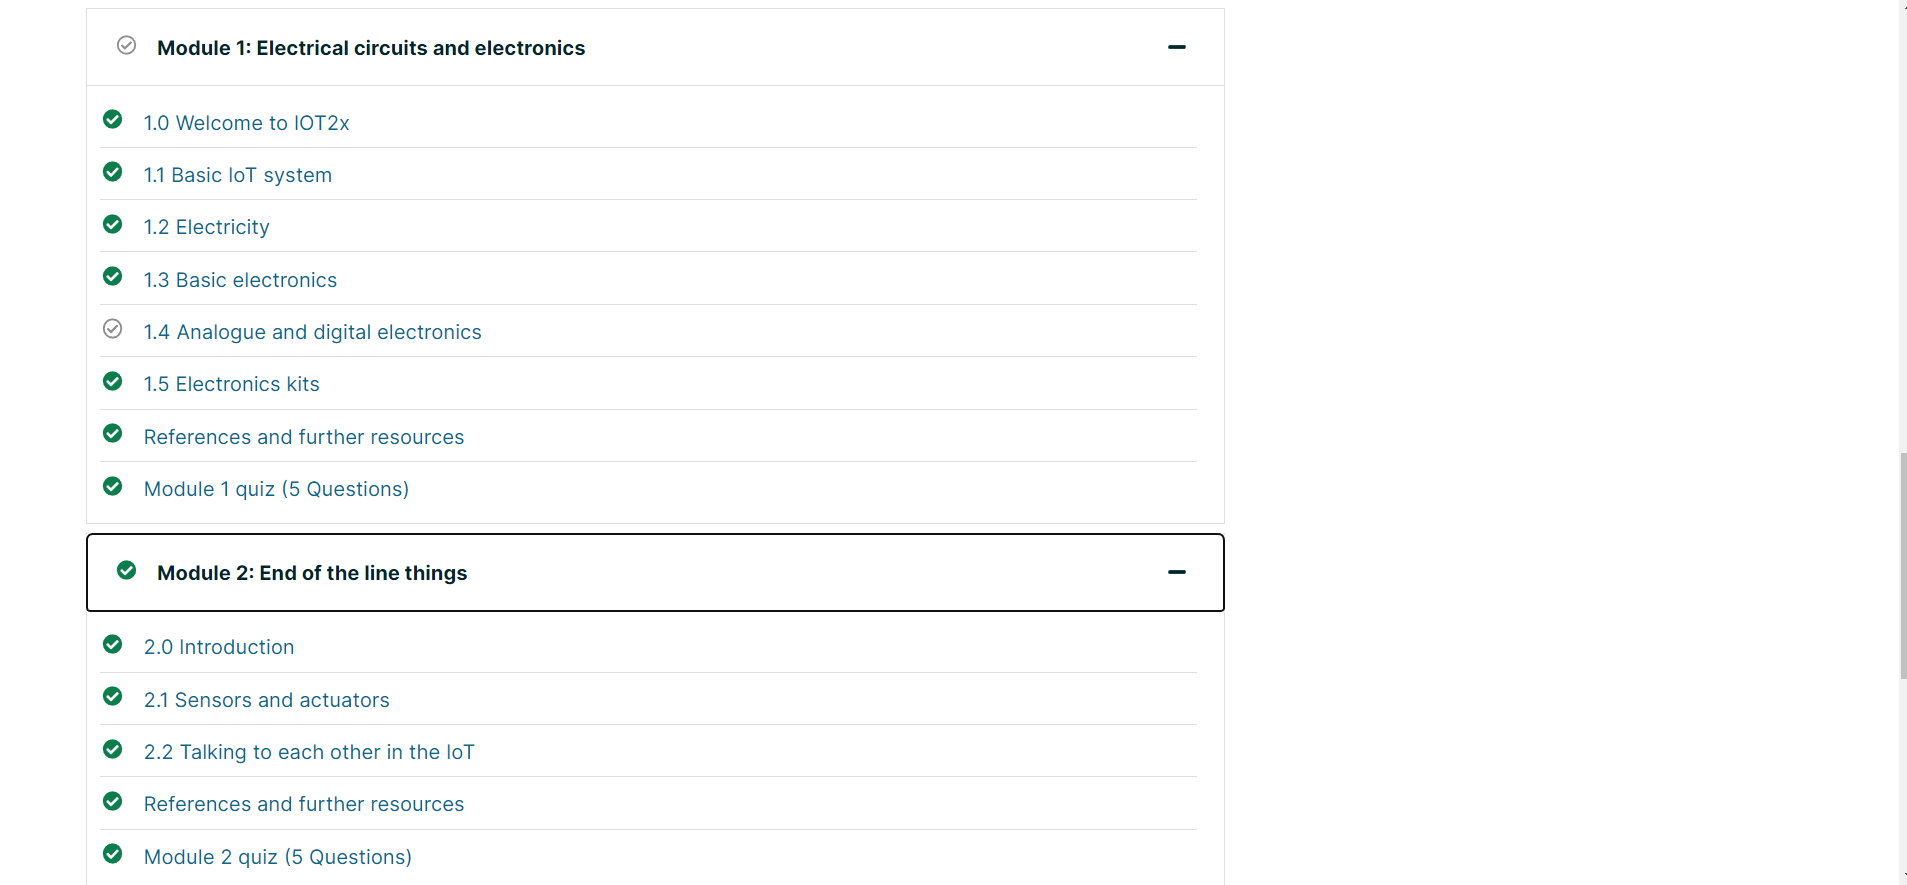 Module 1: Electrical circuits and electronics
1.0 Welcome to IOT2x
1.1 Basic IoT system
1.2 Electricity
1.3 Basic electronics
1.4 Analogue and digital electronics
1.5 Electronics kits
References and further resources
Module 1 quiz (5 Questions)
Module 2: End of the line things
2.0 Introduction
2.1 Sensors and actuators
2.2 Talking to each other in the IoT
References and further resources
Module 2 quiz (5 Questions)